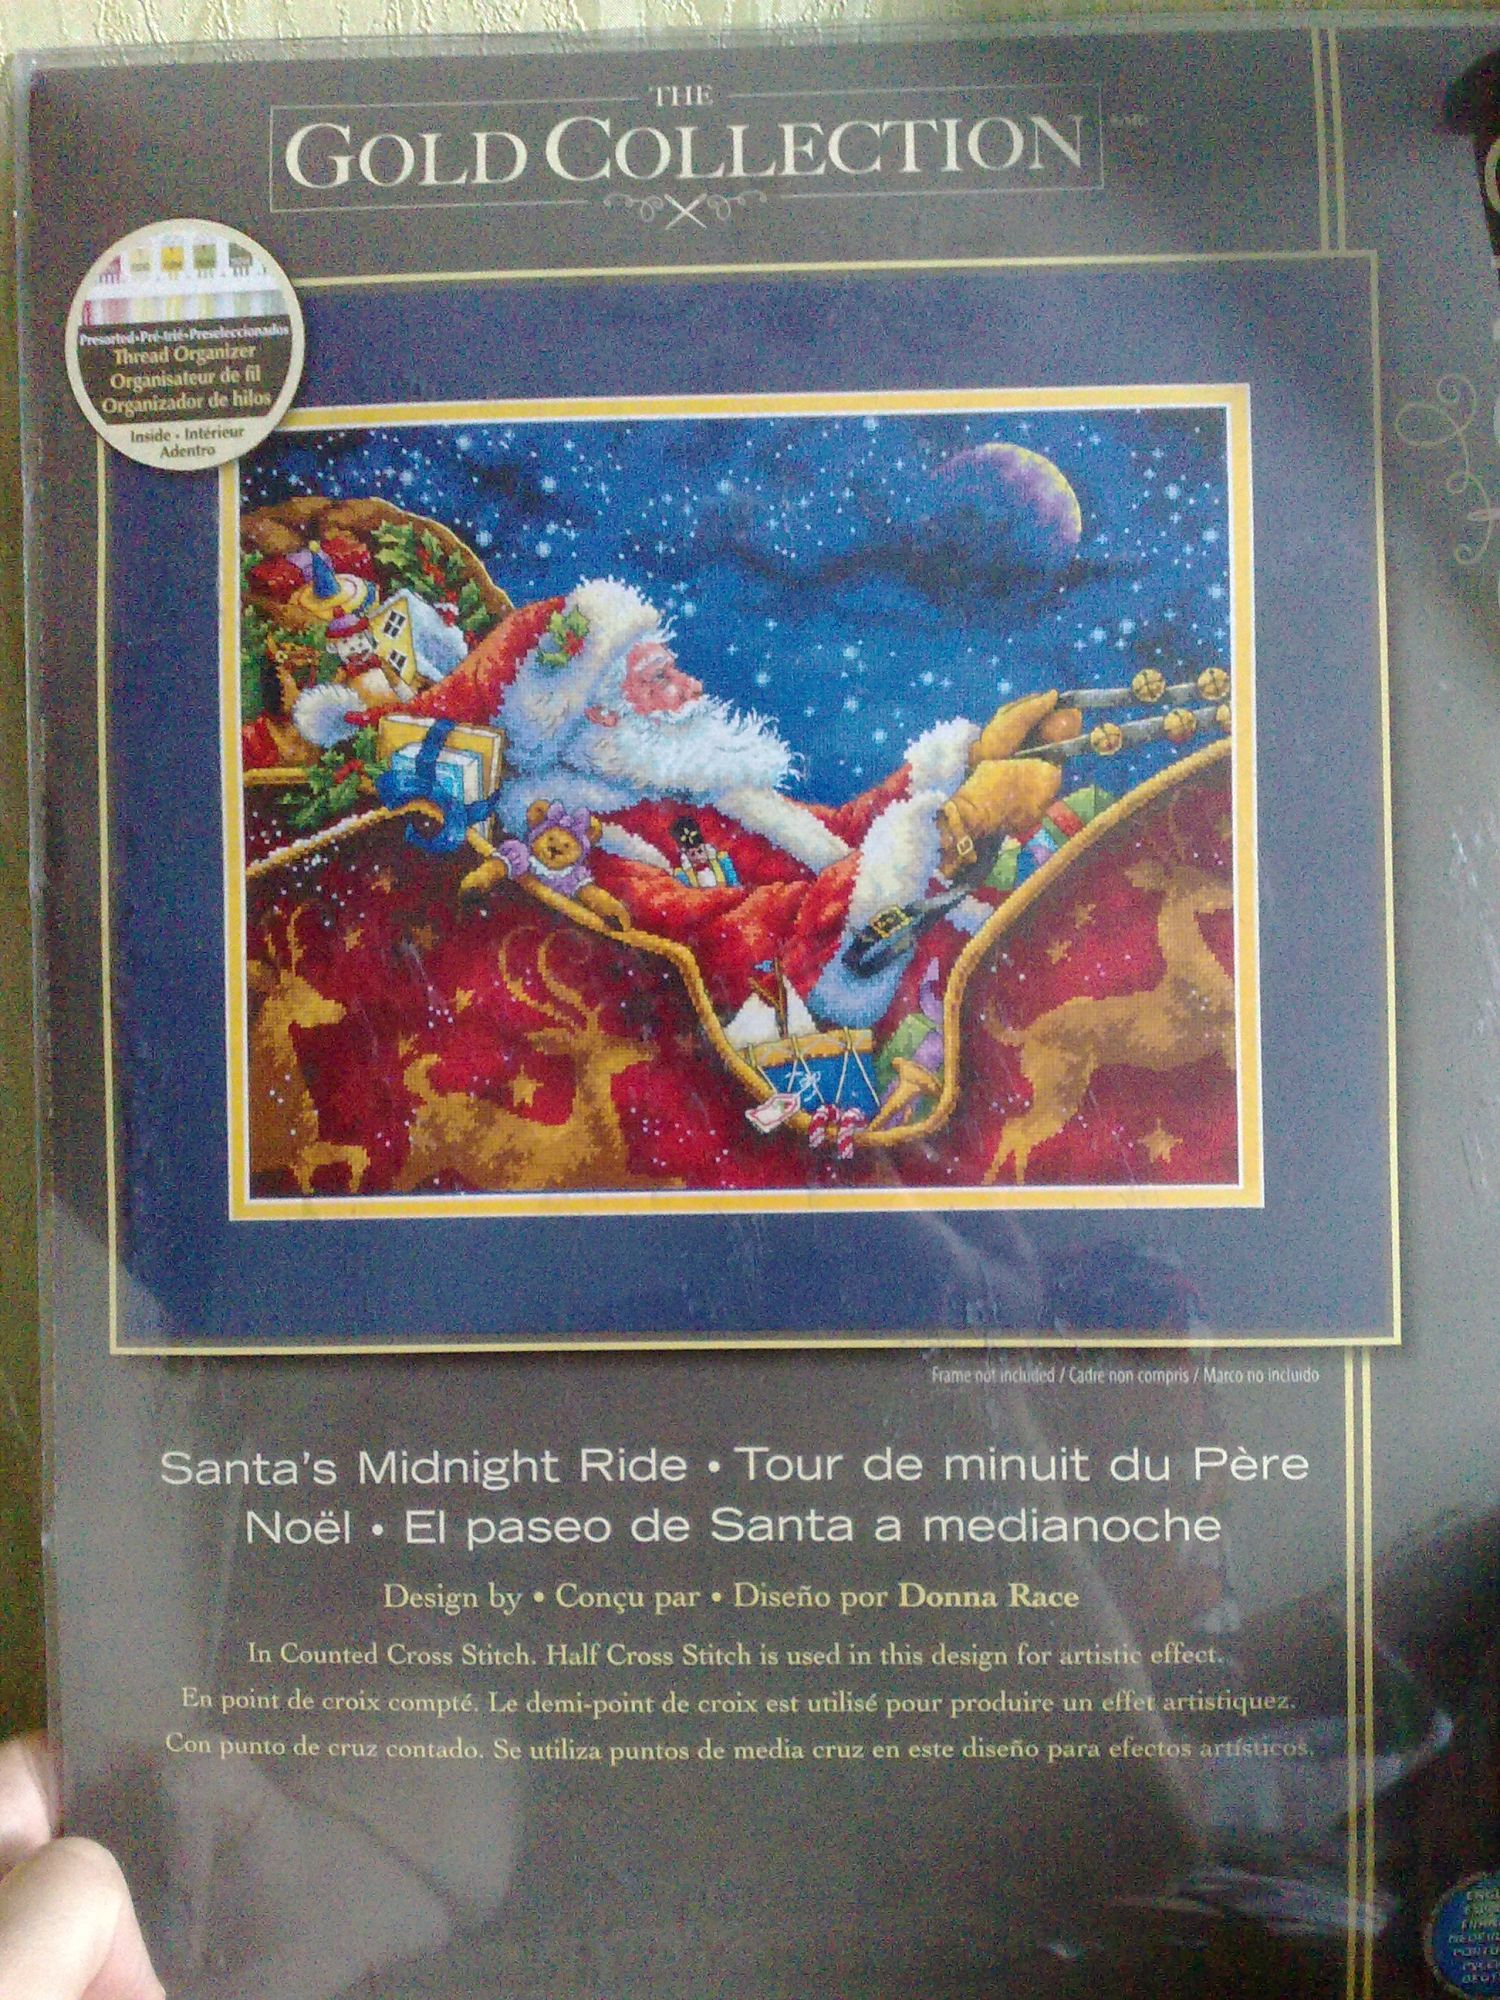 THE
GOLD COLLECTION
Presorted•Pré-trié•Preseleccionados
Thread Organizer
Organisateur de fil
Organizador de hilos
Inside • Intérieur
Adentro
Frame not included / Cadre non compris / Marco no incluido
Santa's Midnight Ride • Tour de minuit du Père
Noël • El paseo de Santa a medianoche
Design by • Conçu par • Diseño por Donna Race
In Counted Cross Stitch. Half Cross Stitch is used in this design for artistic effect.
En point de croix compté. Le demi-point de croix est utilisé pour produire un effet artistiquez.
Con punto de cruz contado. Se utiliza puntos de media cruz en este diseño para efectos artísticos.